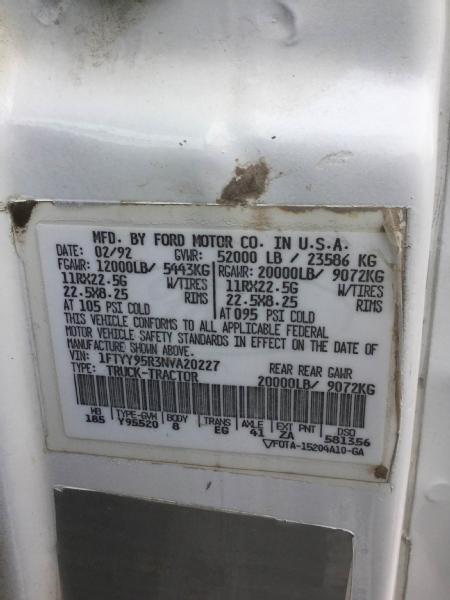 MFD. BY FORD MOTOR CO. IN U.S.A.
DATE: 02/92 GVWR: 52000 LB / 23586 KG
FGAWR: 12000LB/ 5443KG RGAWR: 20000LB/ 9072KG
11RX22.5G W/TIRES 11RX22.5G W/TIRES
22.5X8.25 RIMS 22.5X8.25 RIMS
AT 105 PSI COLD AT 095 PSI COLD
THIS VEHICLE CONFORMS TO ALL APPLICABLE FEDERAL
MOTOR VEHICLE SAFETY STANDARDS IN EFFECT ON THE DATE OF
MANUFACTURE SHOWN ABOVE.
1FTYY95R3NVA20227 REAR REAR GAWR
TYPE: TRUCK-TRACTOR 20000LB/ 9072KG
HB TYPE-GVH BODY TRANS AXLE EXT PNT DSO
185 Y95520 8 EG 41 ZA 581356
FOTA-15204A10-GA